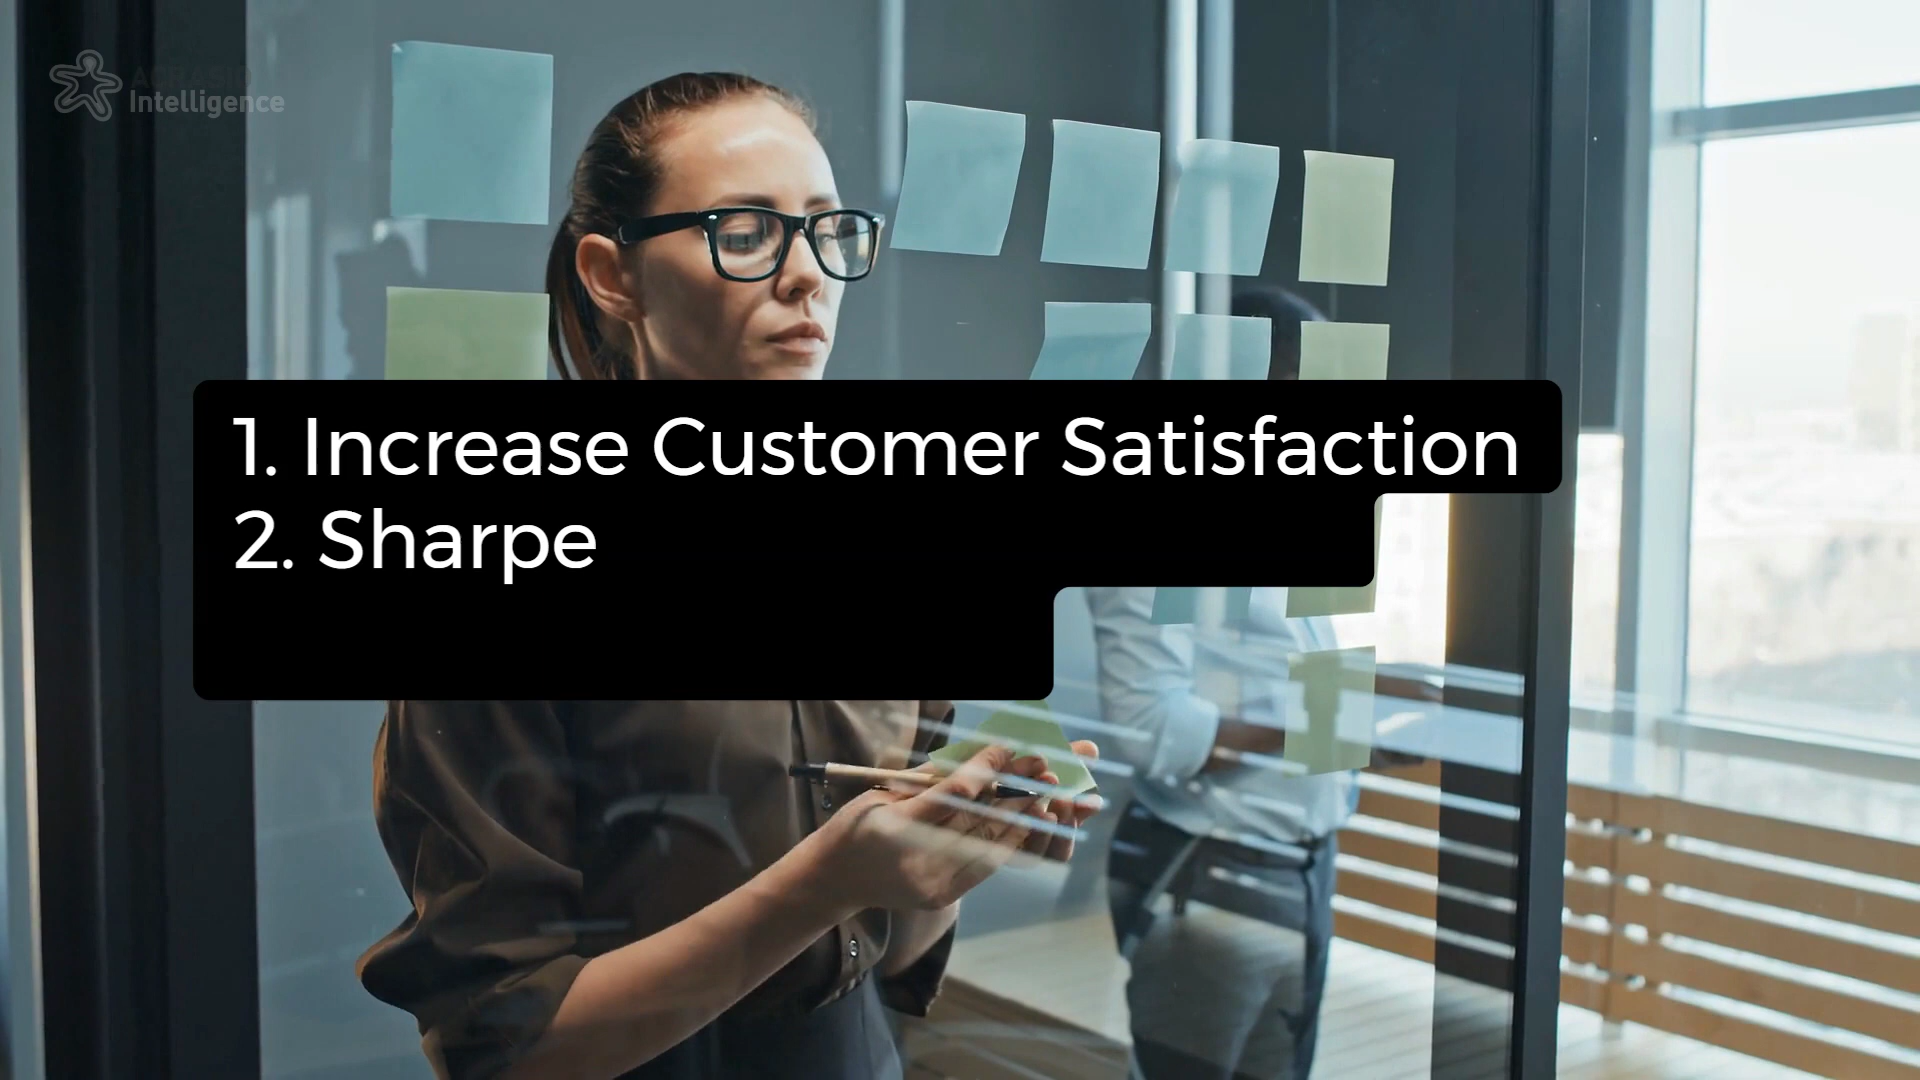 Intelligence
1. Increase Customer Satisfaction
2. Sharpe